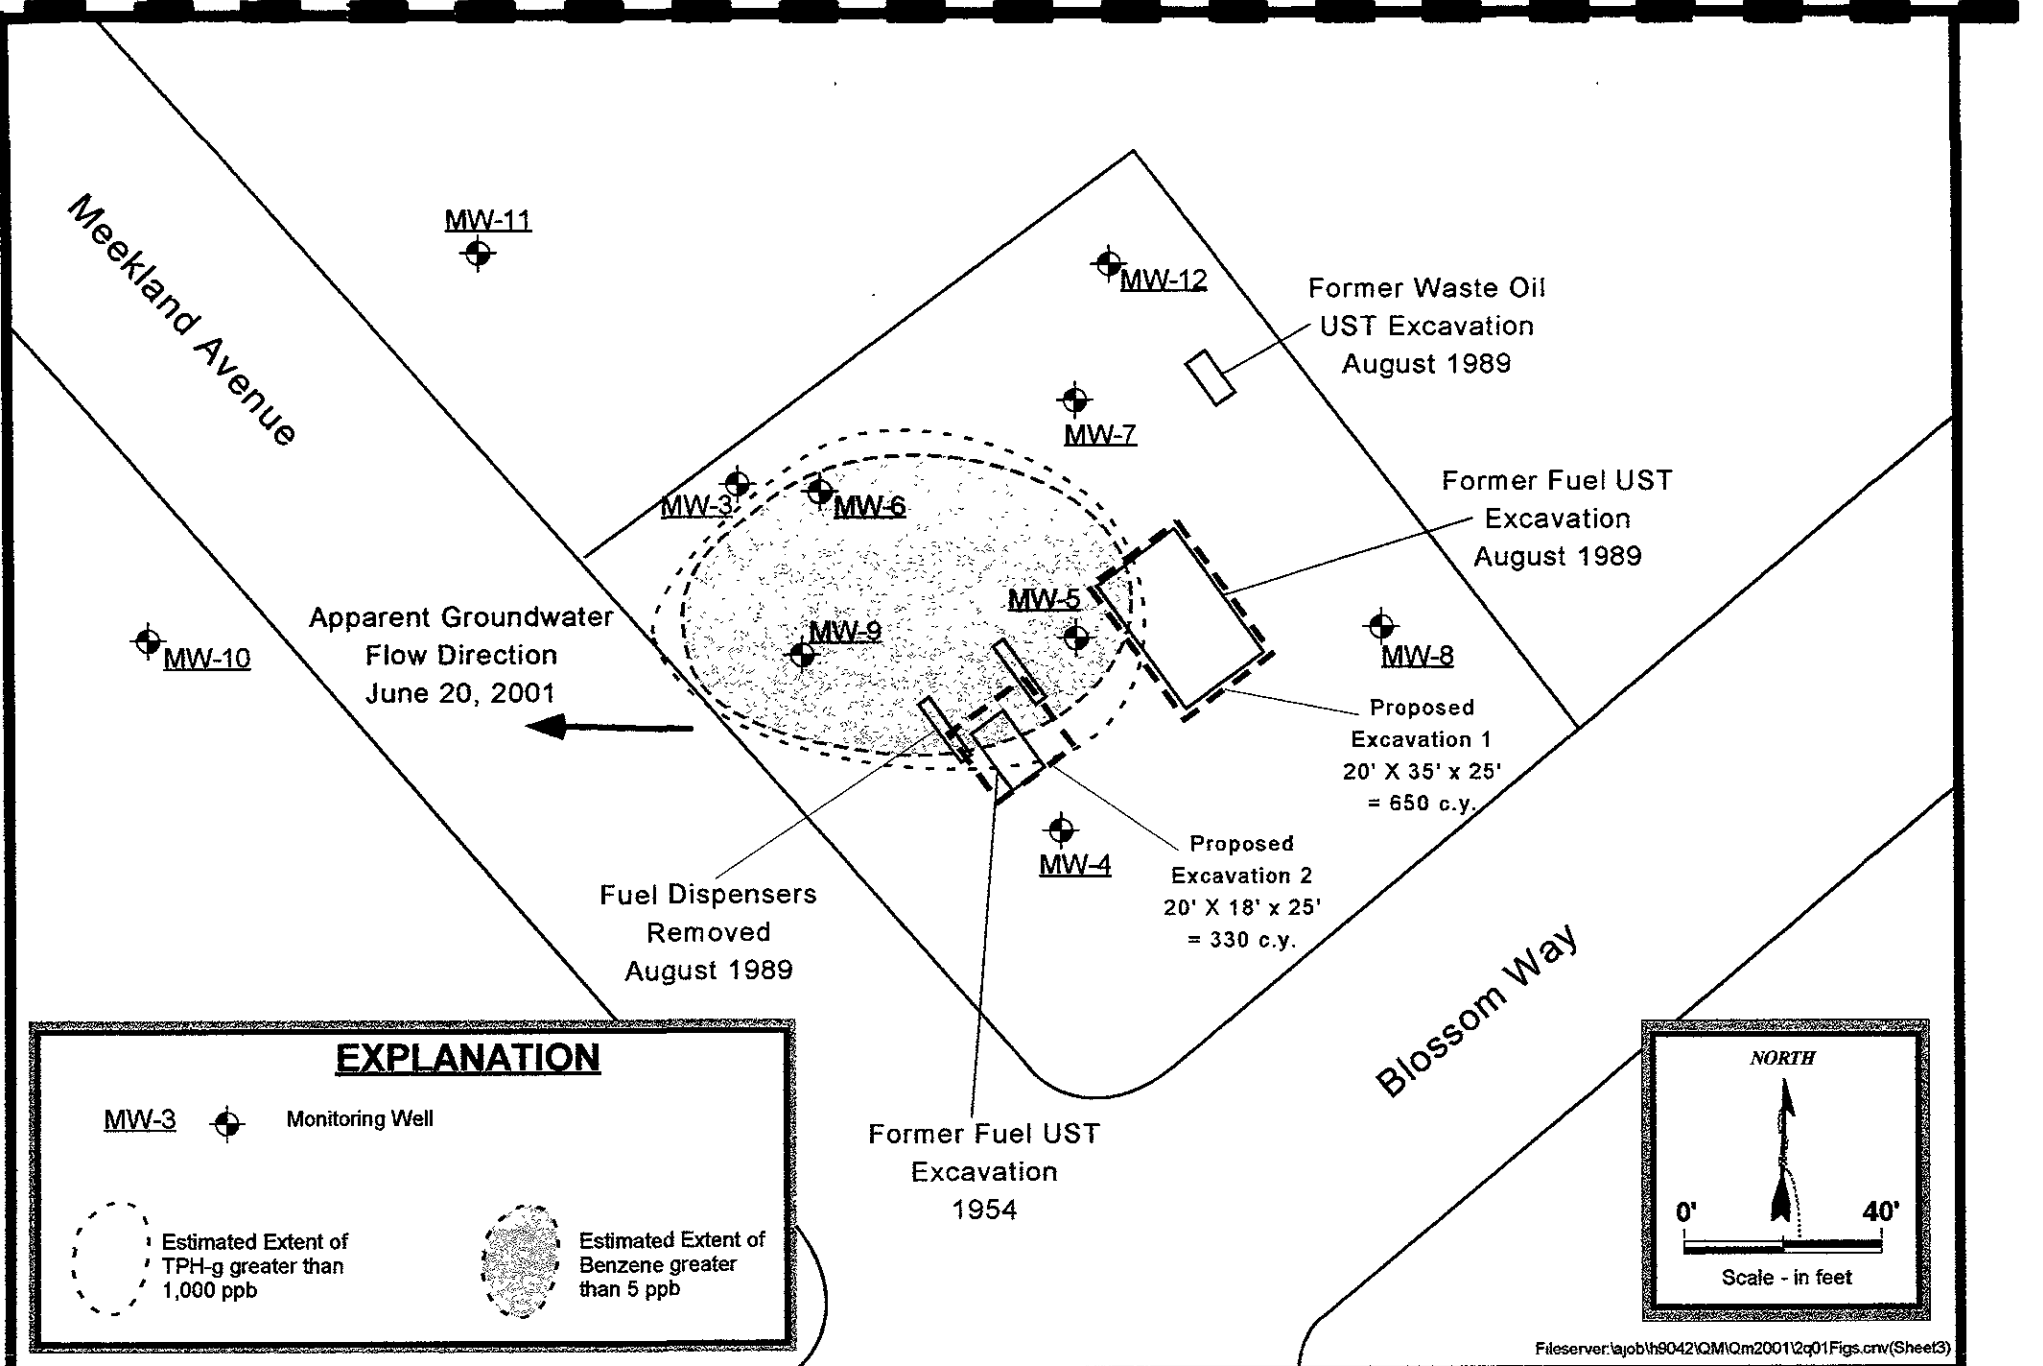 MW-11
Meekland Avenue
MW-12
Former Waste Oil
UST Excavation
August 1989
MW-7
MW-3
MW-6
Former Fuel UST
Excavation
August 1989
MW-5
MW-9
MW-10
MW-8
Apparent Groundwater
Flow Direction
June 20, 2001
Proposed
Excavation 1
20' X 35' x 25'
= 650 c.y.
MW-4
Proposed
Excavation 2
20' X 18' x 25'
= 330 c.y.
Fuel Dispensers
Removed
August 1989
Blossom Way
Former Fuel UST
Excavation
1954
EXPLANATION
MW-3
Monitoring Well
Estimated Extent of
TPH-g greater than
1,000 ppb
Estimated Extent of
Benzene greater
than 5 ppb
NORTH
0' 40'
Scale - in feet
Fileserver:\ajob\h9042\QM\Qm2001\2q01Figs.cnv(Sheet3)